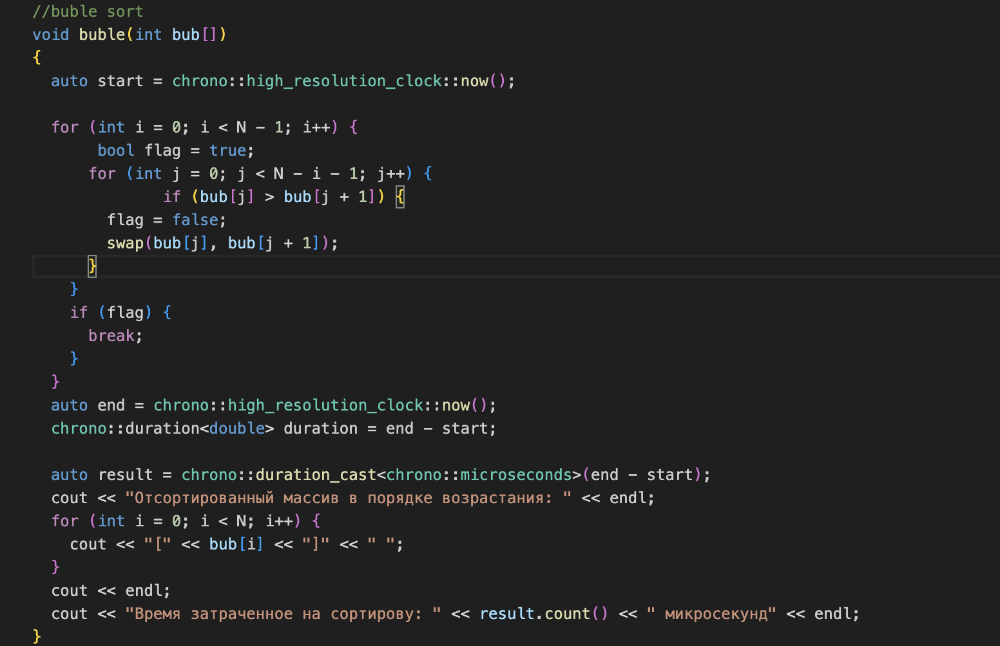 //buble sort
void buble(int bub[])
{
  auto start = chrono::high_resolution_clock::now();

  for (int i = 0; i < N - 1; i++) {
       bool flag = true;
      for (int j = 0; j < N - i - 1; j++) {
              if (bub[j] > bub[j + 1]) {
        flag = false;
        swap(bub[j], bub[j + 1]);
      }
    }
    if (flag) {
      break;
    }
  }
  auto end = chrono::high_resolution_clock::now();
  chrono::duration<double> duration = end - start;

  auto result = chrono::duration_cast<chrono::microseconds>(end - start);
  cout << "Отсортированный массив в порядке возрастания: " << endl;
  for (int i = 0; i < N; i++) {
    cout << "[" << bub[i] << "]" << " ";
  }
  cout << endl;
  cout << "Время затраченное на сортирову: " << result.count() << " микросекунд" << endl;
}